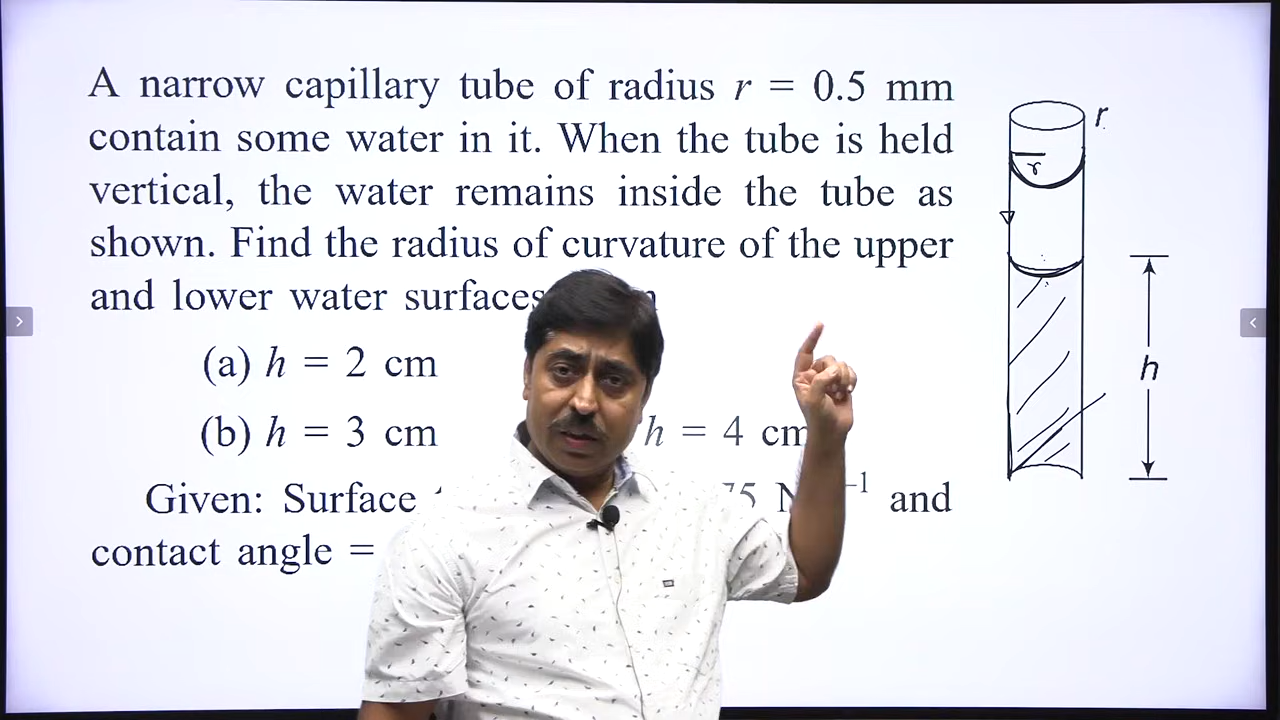 A narrow capillary tube of radius r = 0.5 mm
contain some water in it. When the tube is held
vertical, the water remains inside the tube as
shown. Find the radius of curvature of the upper
and lower water surfaces
(a) h = 2 cm
(b) h = 3 cm h = 4 cm
Given: Surface 75 N ⁻¹ and
contact angle =
r
r
h